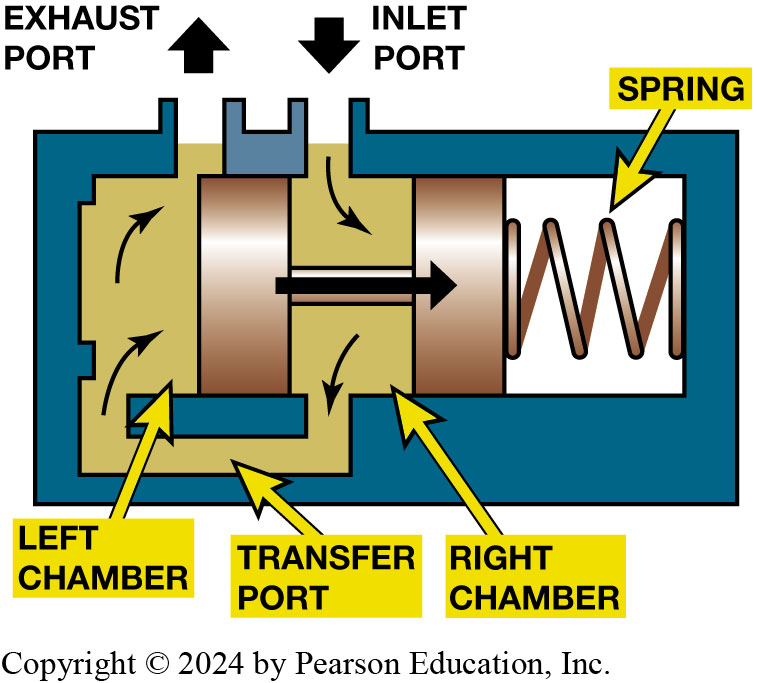 EXHAUST
PORT
INLET
PORT
SPRING
LEFT
CHAMBER
TRANSFER
PORT
RIGHT
CHAMBER
Copyright © 2024 by Pearson Education, Inc.